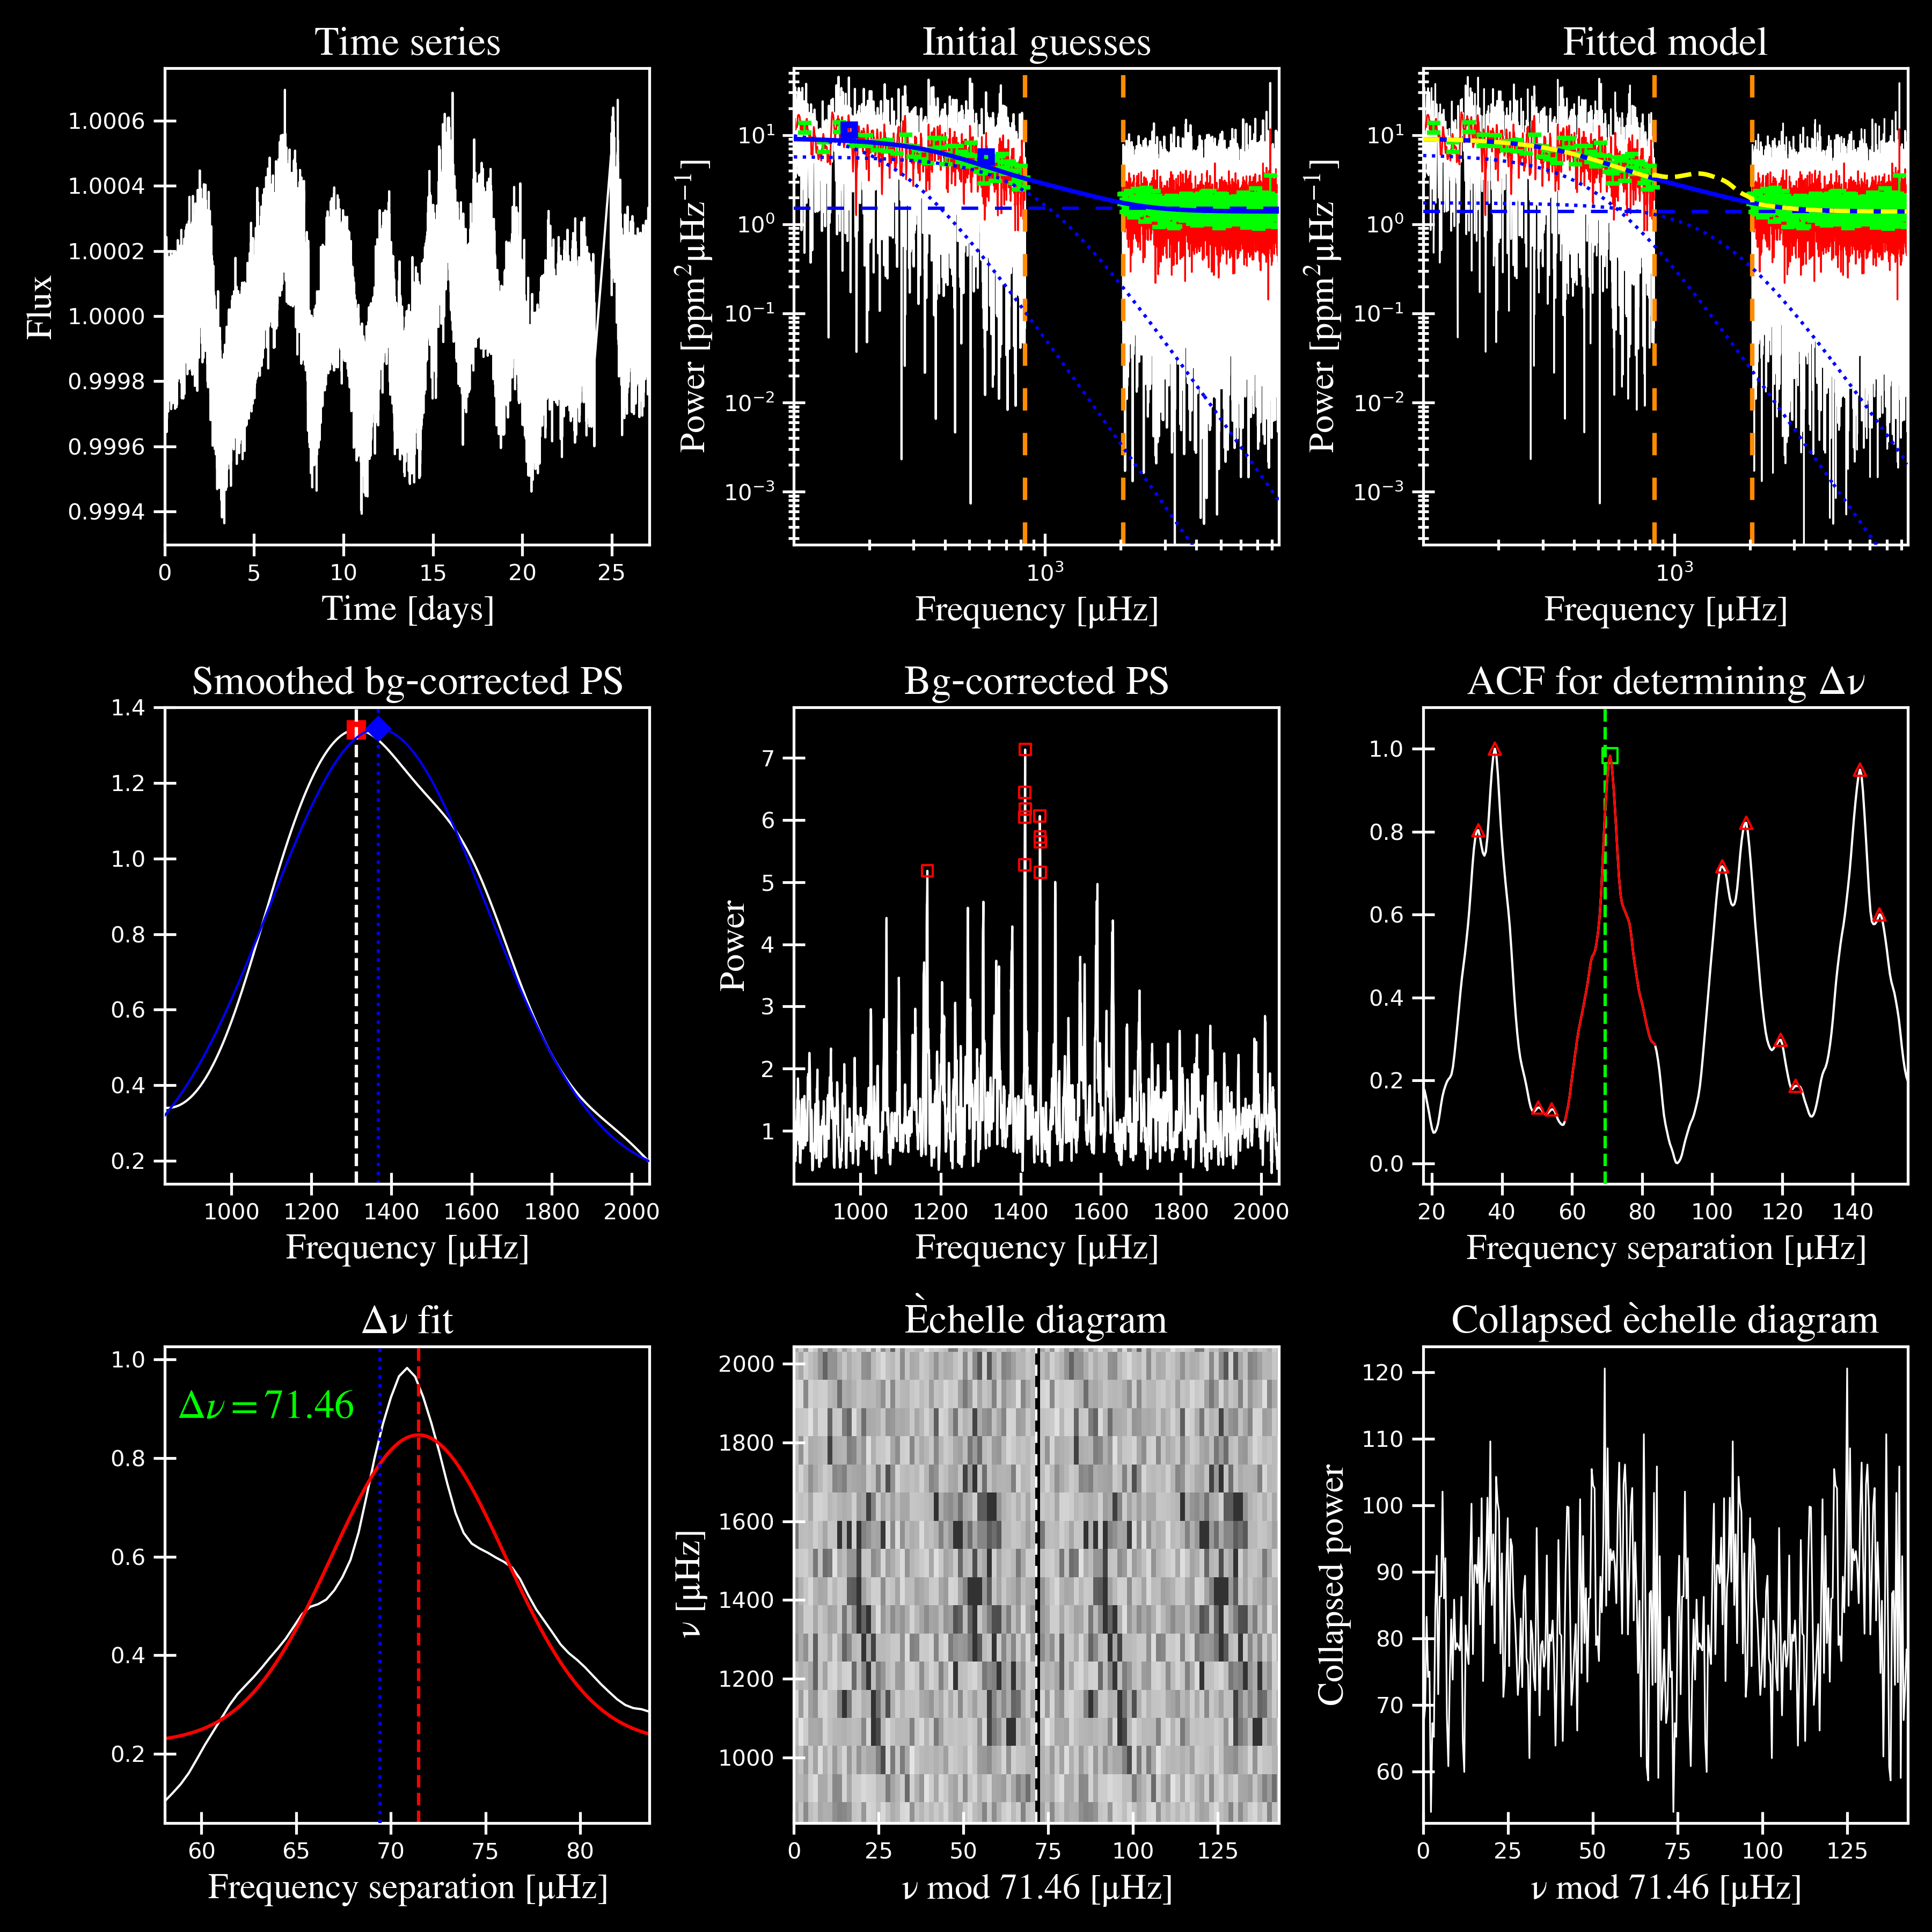 Time series
Flux
1.0006
1.0004
1.0002
1.0000
0.9998
0.9996
0.9994
0 5 10 15 20 25
Time [days]
Initial guesses
Power [ppm²μHz⁻¹]
10¹
10⁰
10⁻¹
10⁻²
10⁻³
10³
Frequency [μHz]
Fitted model
Power [ppm²μHz⁻¹]
10¹
10⁰
10⁻¹
10⁻²
10⁻³
10³
Frequency [μHz]
Smoothed bg-corrected PS
1.4
1.2
1.0
0.8
0.6
0.4
0.2
1000 1200 1400 1600 1800 2000
Frequency [μHz]
Bg-corrected PS
Power
7
6
5
4
3
2
1
1000 1200 1400 1600 1800 2000
Frequency [μHz]
ACF for determining Δν
1.0
0.8
0.6
0.4
0.2
0.0
20 40 60 80 100 120 140
Frequency separation [μHz]
Δν fit
Δν = 71.46
1.0
0.8
0.6
0.4
0.2
60 65 70 75 80
Frequency separation [μHz]
Èchelle diagram
ν [μHz]
2000
1800
1600
1400
1200
1000
0 25 50 75 100 125
ν mod 71.46 [μHz]
Collapsed èchelle diagram
Collapsed power
120
110
100
90
80
70
60
0 25 50 75 100 125
ν mod 71.46 [μHz]